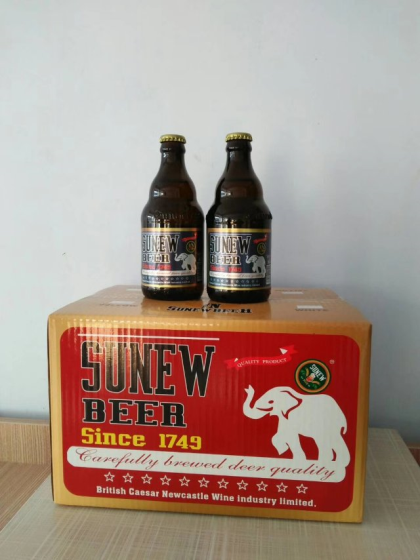 SUNEW
BEER
SUNEW
BEER
SUNEW BEER
SUNEW
BEER
QUALITY PRODUCT
SUNEW
Since 1749
Carefully brewed deer quality
British Caesar Newcastle Wine industry limited.